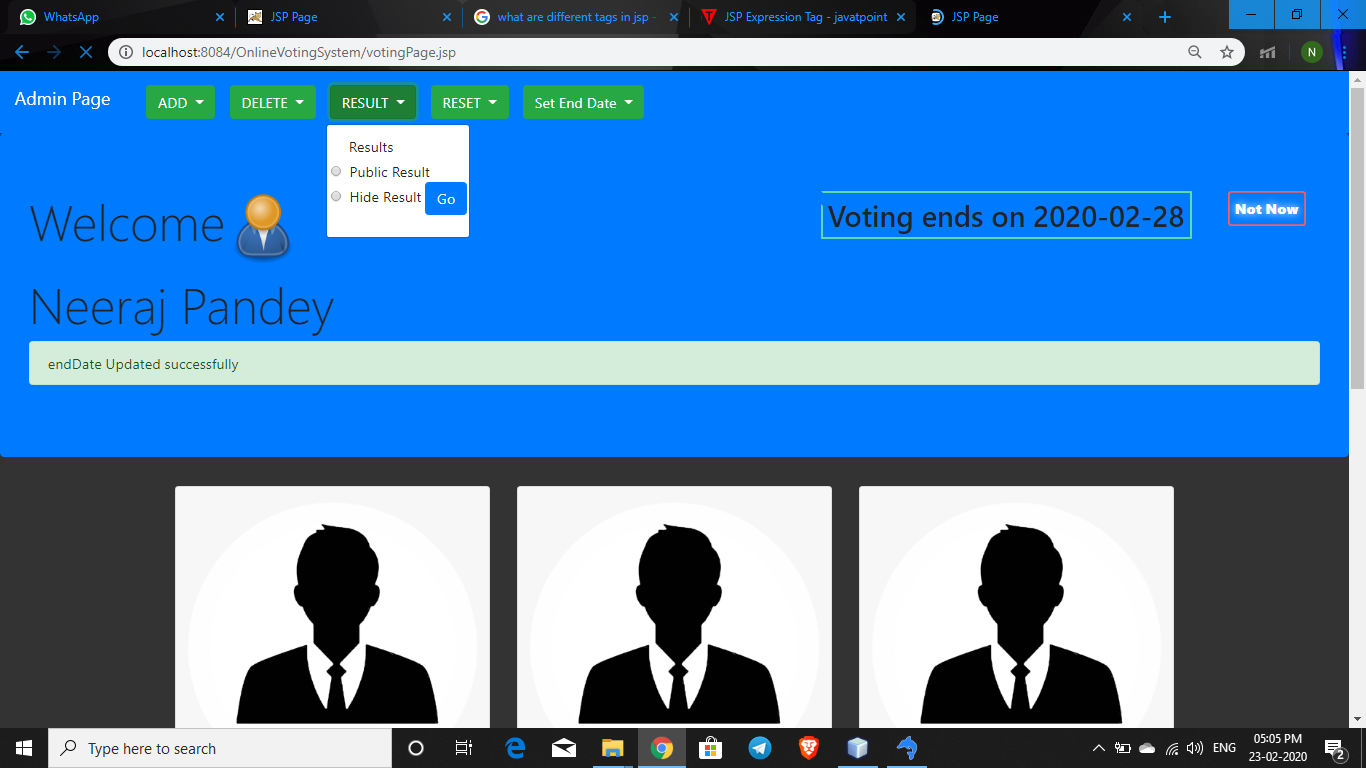 WhatsApp
JSP Page
what are different tags in jsp -
JSP Expression Tag - javatpoint
JSP Page
localhost:8084/OnlineVotingSystem/votingPage.jsp
N
Admin Page
ADD
DELETE
RESULT
RESET
Set End Date
Results
Public Result
Hide Result
Go
Welcome
Voting ends on 2020-02-28
Not Now
Neeraj Pandey
endDate Updated successfully
Type here to search
ENG
05:05 PM
23-02-2020
2